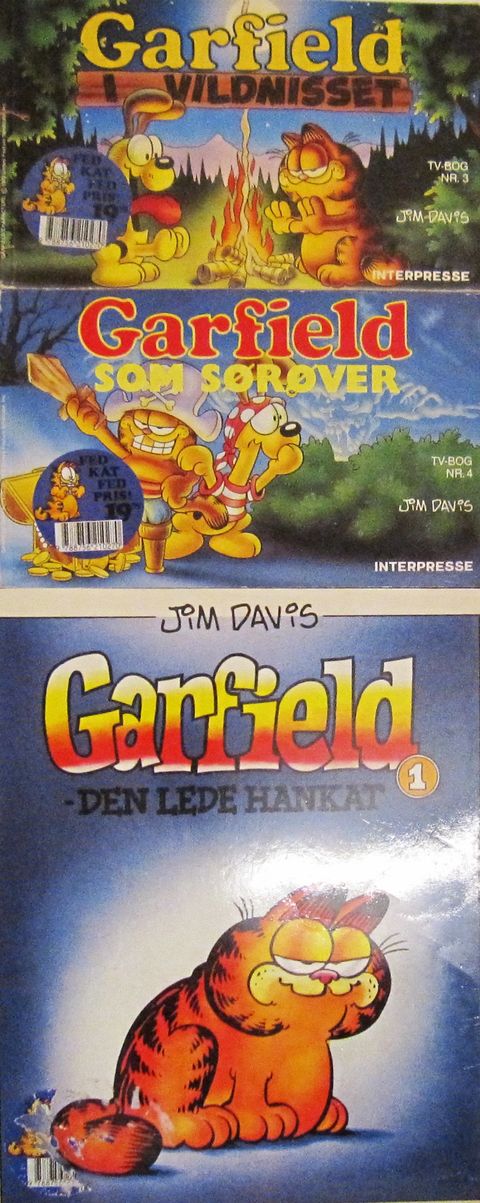 Garfield
I VILDNISSET
FED
KAT
FED
PRIS!
19
TV-BOG
NR. 3
JIM DAVIS
INTERPRESSE
Garfield
SOM SØRØVER
FED
KAT
FED
PRIS!
19
TV-BOG
NR. 4
JIM DAVIS
INTERPRESSE
JIM DAVIS
Garfield
1
-DEN LEDE HANKAT